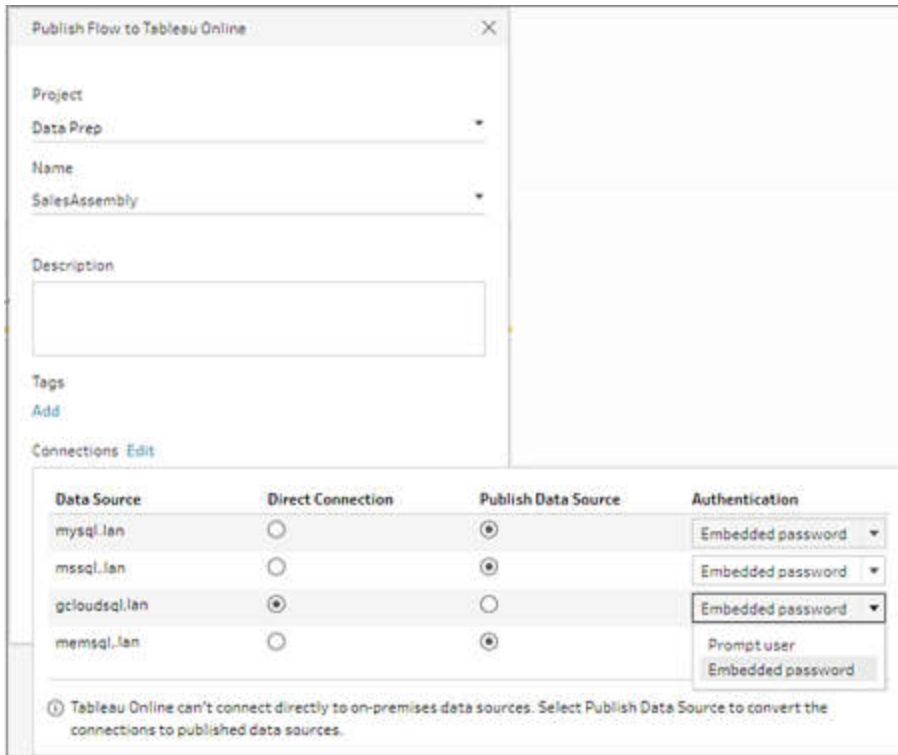 Publish Flow to Tableau Online
Project
Data Prep
Name
SalesAssembly
Description
Tags
Add
Connections Edit
Data Source Direct Connection Publish Data Source Authentication
mysql.lan Embedded password
mssql.lan Embedded password
gcloudsql.lan Embedded password
memsql.lan
Prompt user
Embedded password
Tableau Online can't connect directly to on-premises data sources. Select Publish Data Source to convert the
connections to published data sources.